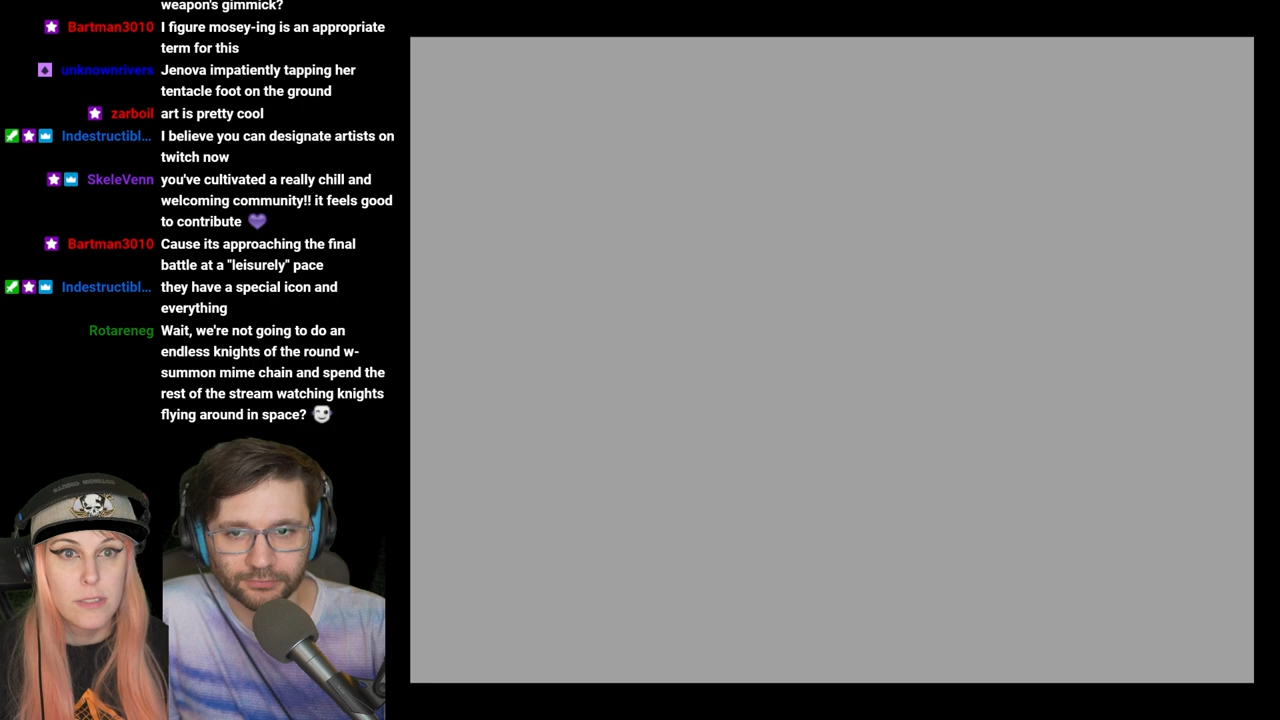 weapon's gimmick?
Bartman3010 I figure mosey-ing is an appropriate
term for this
unknownrivers Jenova impatiently tapping her
tentacle foot on the ground
zarboil art is pretty cool
Indestructibl... I believe you can designate artists on
twitch now
SkeleVenn you've cultivated a really chill and
welcoming community!! it feels good
to contribute
Bartman3010 Cause its approaching the final
battle at a "leisurely" pace
Indestructibl... they have a special icon and
everything
Rotareneg Wait, we're not going to do an
endless knights of the round w-
summon mime chain and spend the
rest of the stream watching knights
flying around in space?